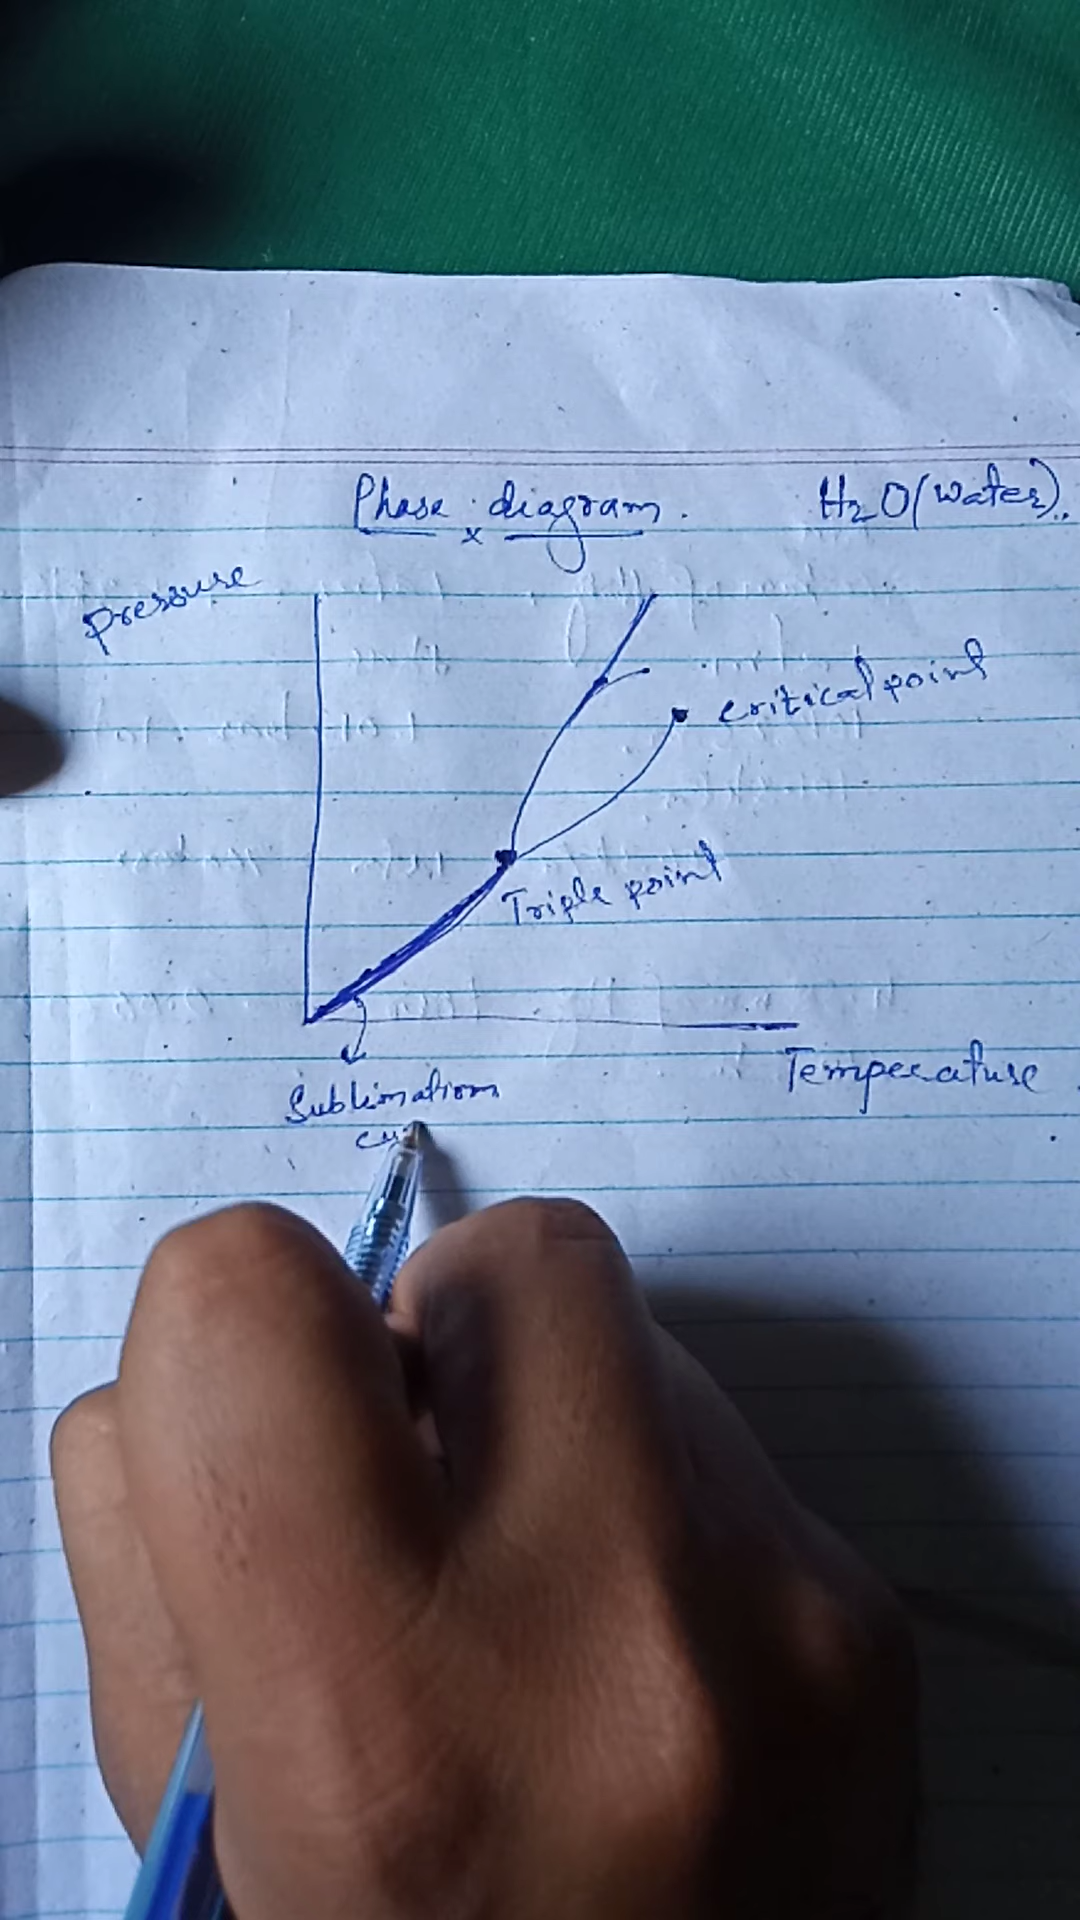 Phase diagram.
H2O (water).
pressure
critical point
Triple point
Temperature
Sublimation